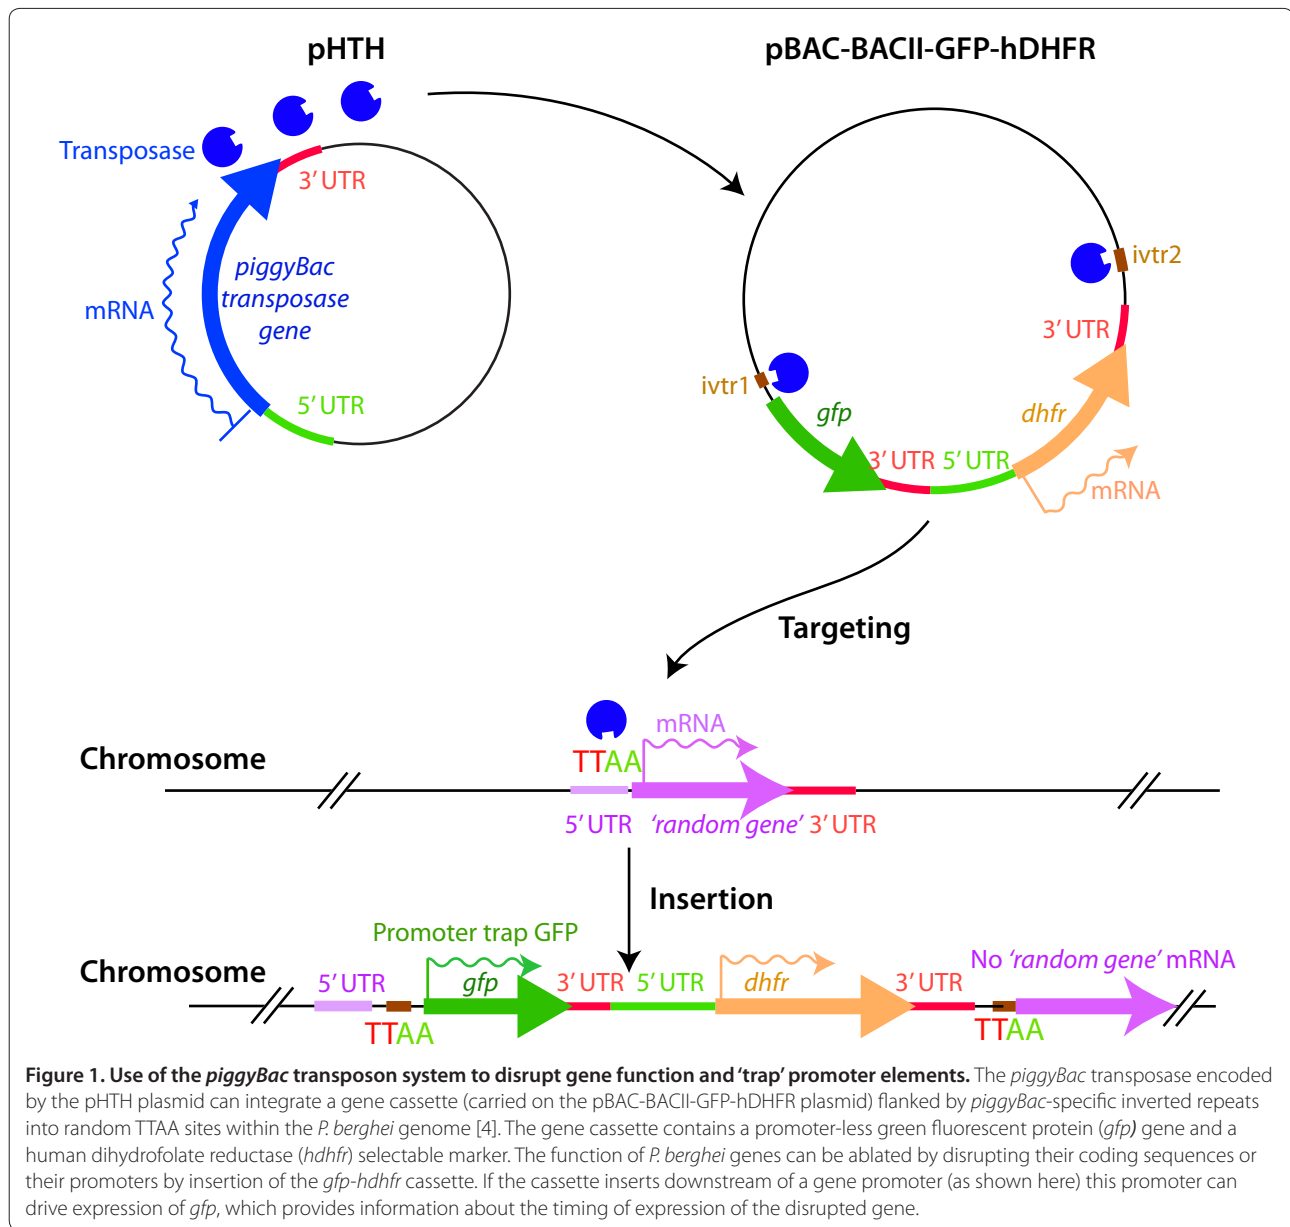 pHTH
pBAC-BACII-GFP-hDHFR
Transposase
3’ UTR
piggyBac
transposase
gene
mRNA
5’ UTR
ivtr2
3’ UTR
ivtr1
gfp
dhfr
3’ UTR 5’ UTR
mRNA
Targeting
mRNA
Chromosome
TTAA
5’ UTR ‘random gene’ 3’ UTR
Insertion
Promoter trap GFP
Chromosome
5’ UTR
gfp
3’ UTR
5’ UTR
dhfr
3’ UTR
No ‘random gene’ mRNA
TTAA
TTAA
Figure 1. Use of the piggyBac transposon system to disrupt gene function and ‘trap’ promoter elements. The piggyBac transposase encoded
by the pHTH plasmid can integrate a gene cassette (carried on the pBAC-BACII-GFP-hDHFR plasmid) flanked by piggyBac-specific inverted repeats
into random TTAA sites within the P. berghei genome [4]. The gene cassette contains a promoter-less green fluorescent protein (gfp) gene and a
human dihydrofolate reductase (hdhfr) selectable marker. The function of P. berghei genes can be ablated by disrupting their coding sequences or
their promoters by insertion of the gfp-hdhfr cassette. If the cassette inserts downstream of a gene promoter (as shown here) this promoter can
drive expression of gfp, which provides information about the timing of expression of the disrupted gene.